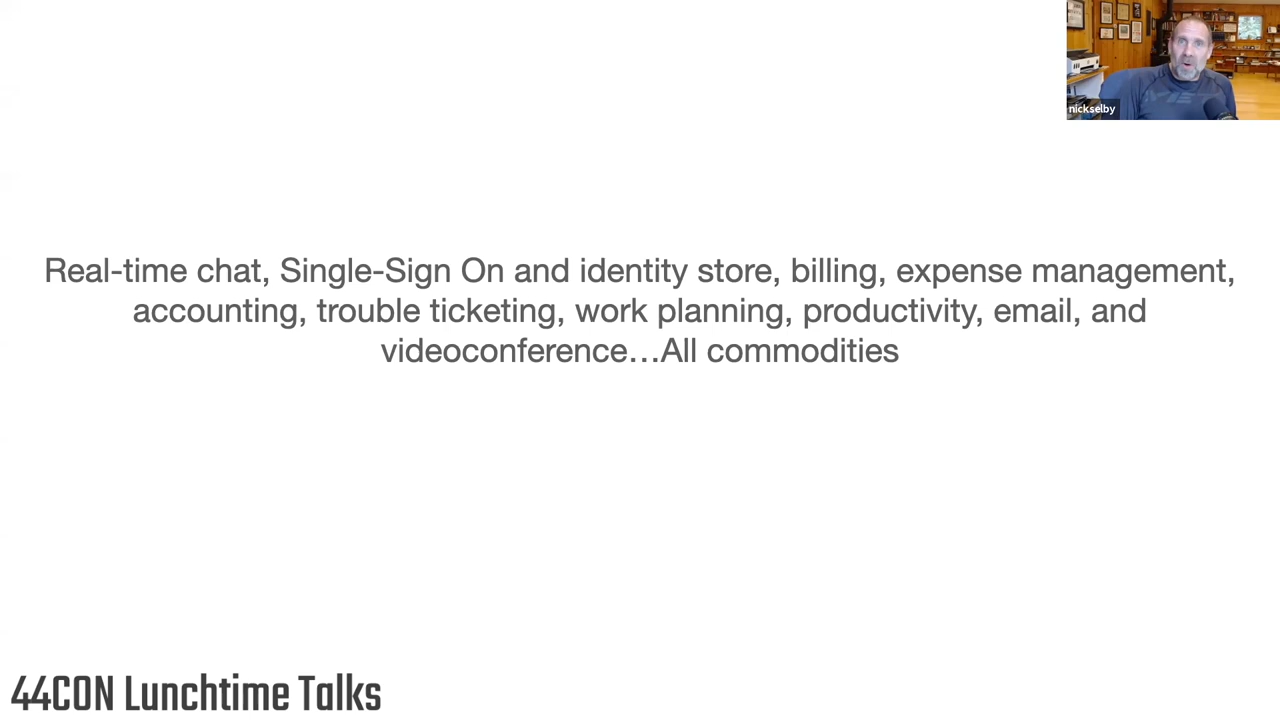 nickselby
Real-time chat, Single-Sign On and identity store, billing, expense management,
accounting, trouble ticketing, work planning, productivity, email, and
videoconference…All commodities
44CON Lunchtime Talks